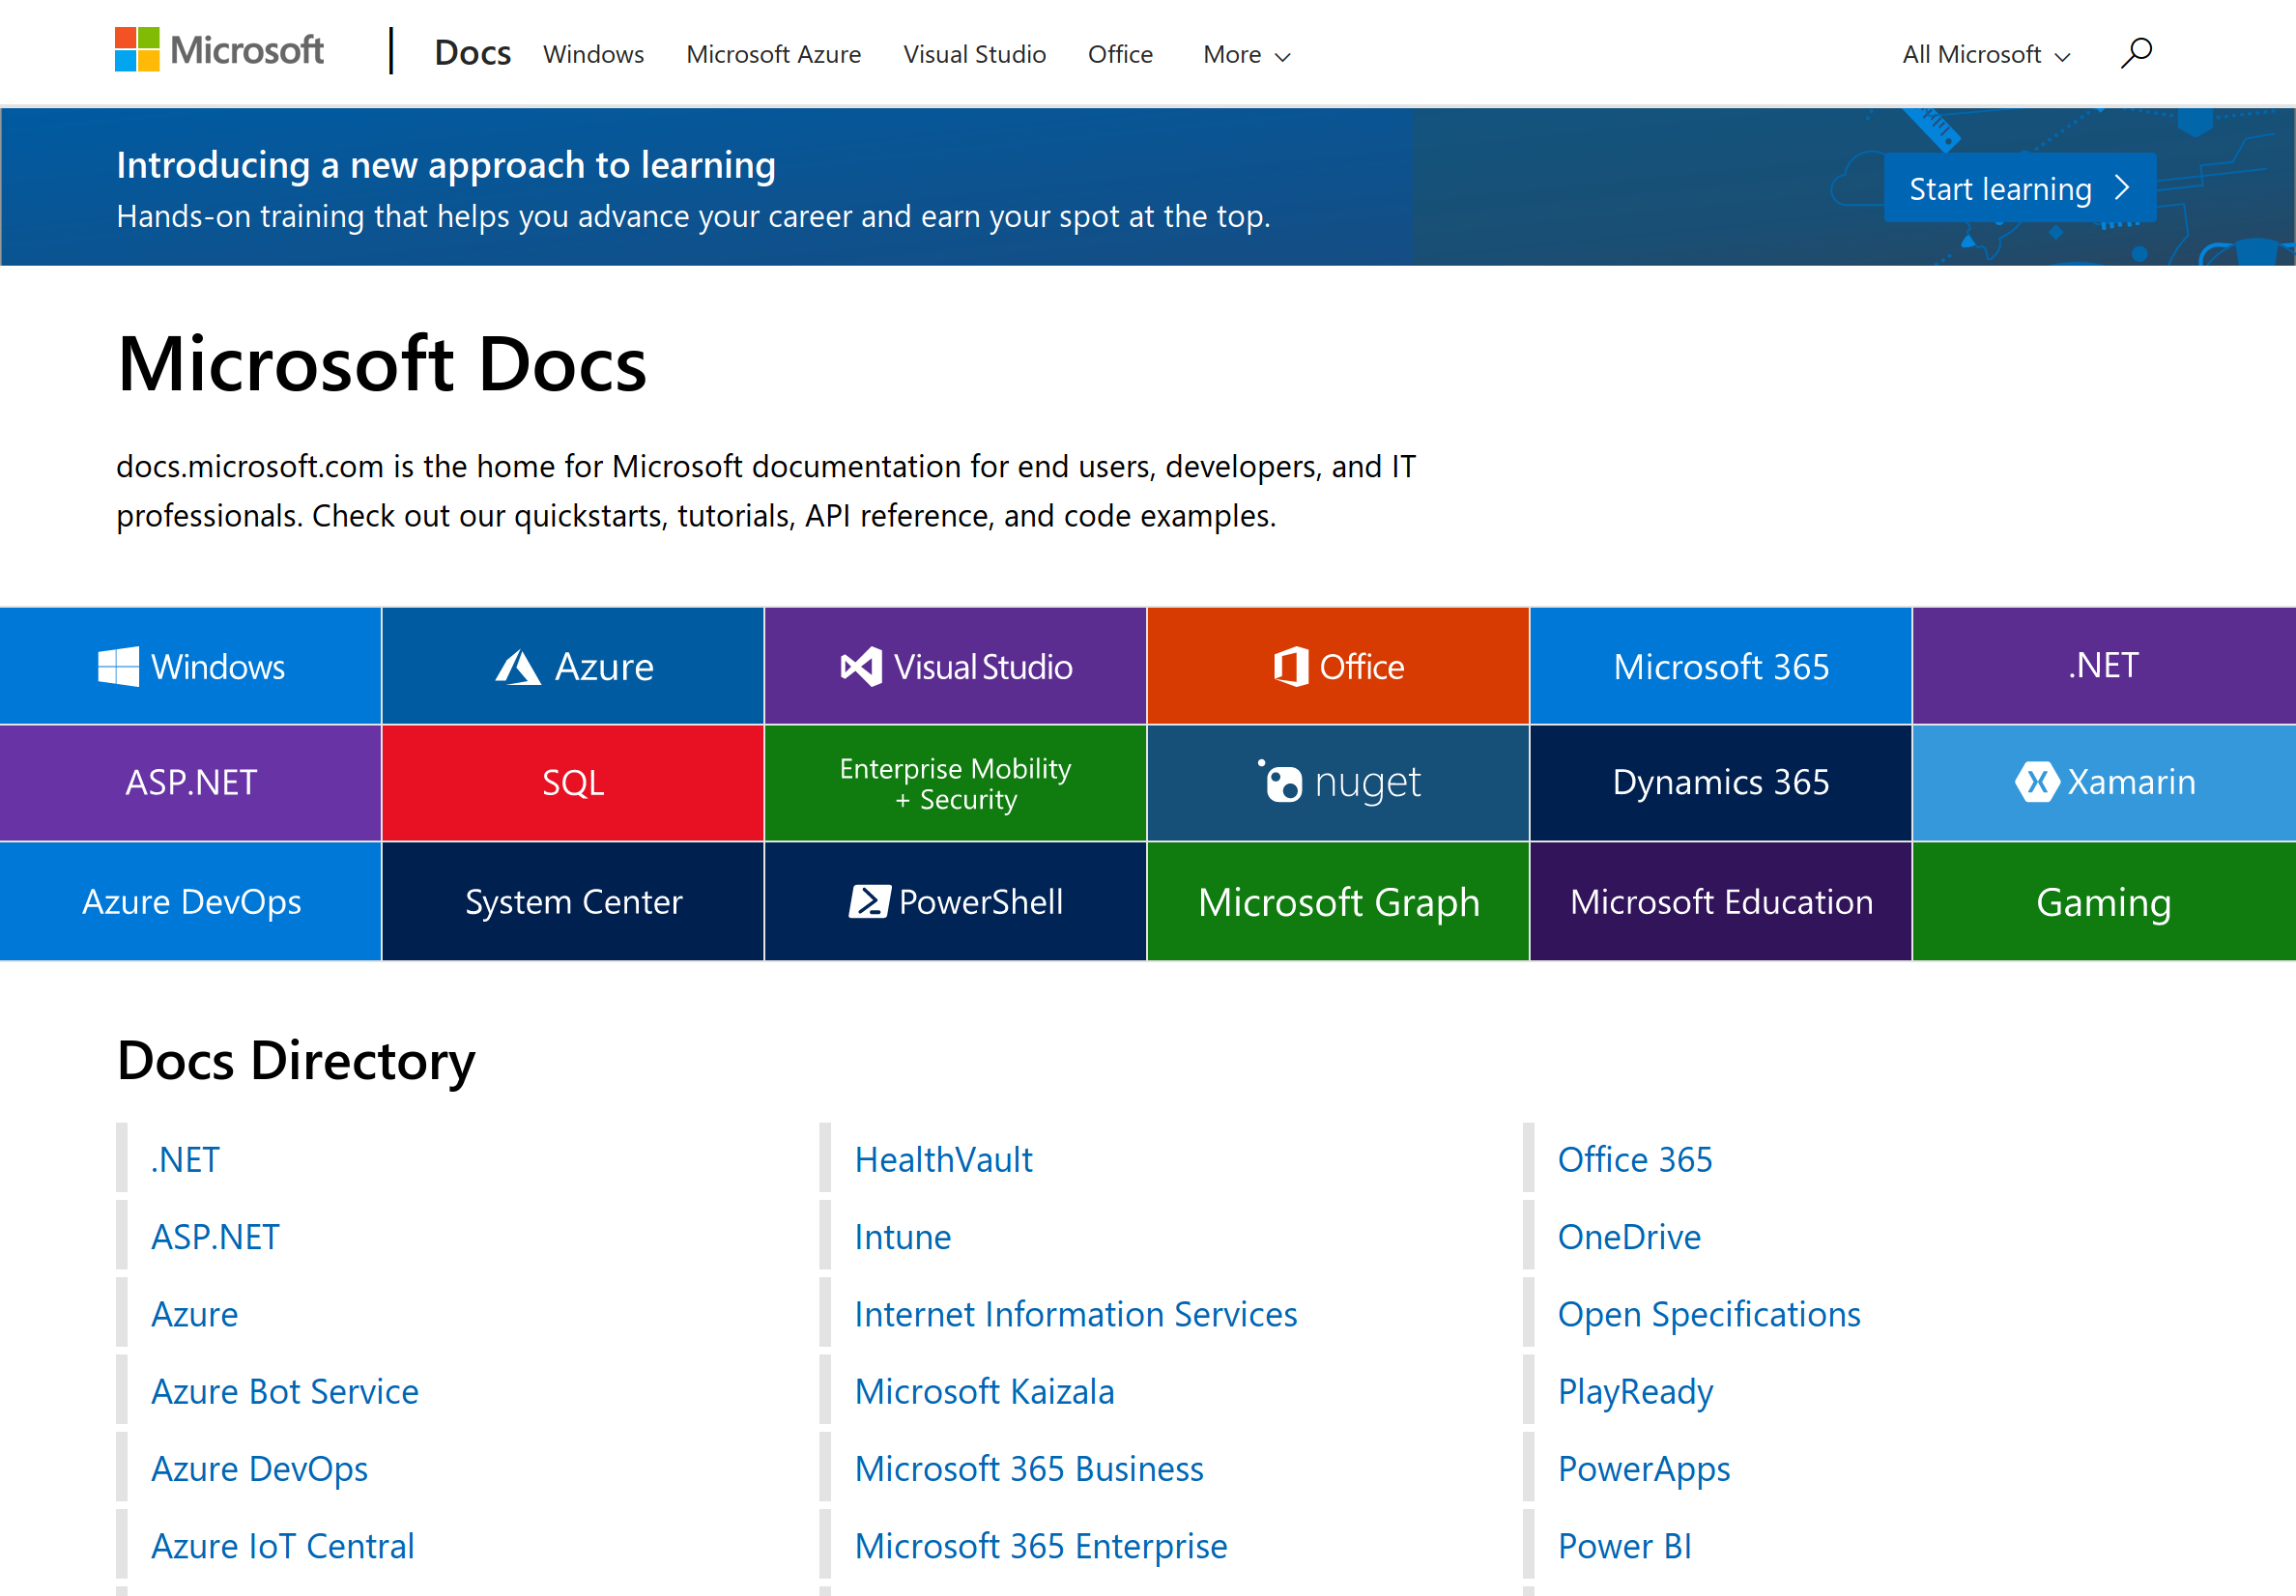 Microsoft
Docs Windows Microsoft Azure Visual Studio Office More All Microsoft
Introducing a new approach to learning
Hands-on training that helps you advance your career and earn your spot at the top.
Start learning
Microsoft Docs
docs.microsoft.com is the home for Microsoft documentation for end users, developers, and IT
professionals. Check out our quickstarts, tutorials, API reference, and code examples.
Windows
Azure
Visual Studio
Office
Microsoft 365
.NET
ASP.NET
SQL
Enterprise Mobility
+ Security
nuget
Dynamics 365
Xamarin
Azure DevOps
System Center
PowerShell
Microsoft Graph
Microsoft Education
Gaming
Docs Directory
.NET
ASP.NET
Azure
Azure Bot Service
Azure DevOps
Azure IoT Central
HealthVault
Intune
Internet Information Services
Microsoft Kaizala
Microsoft 365 Business
Microsoft 365 Enterprise
Office 365
OneDrive
Open Specifications
PlayReady
PowerApps
Power BI